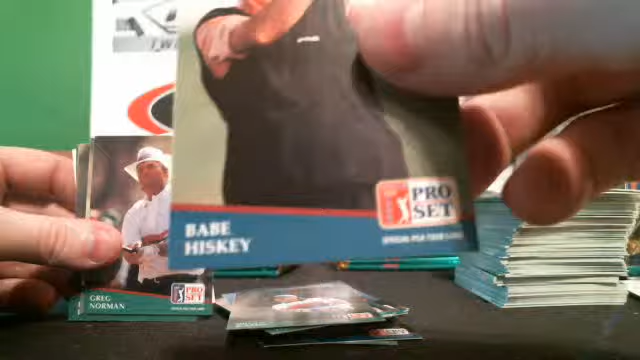 BABE
HISKEY
PRO
SET
OFFICIAL PGA TOUR CARD
GREG
NORMAN
PRO
SET